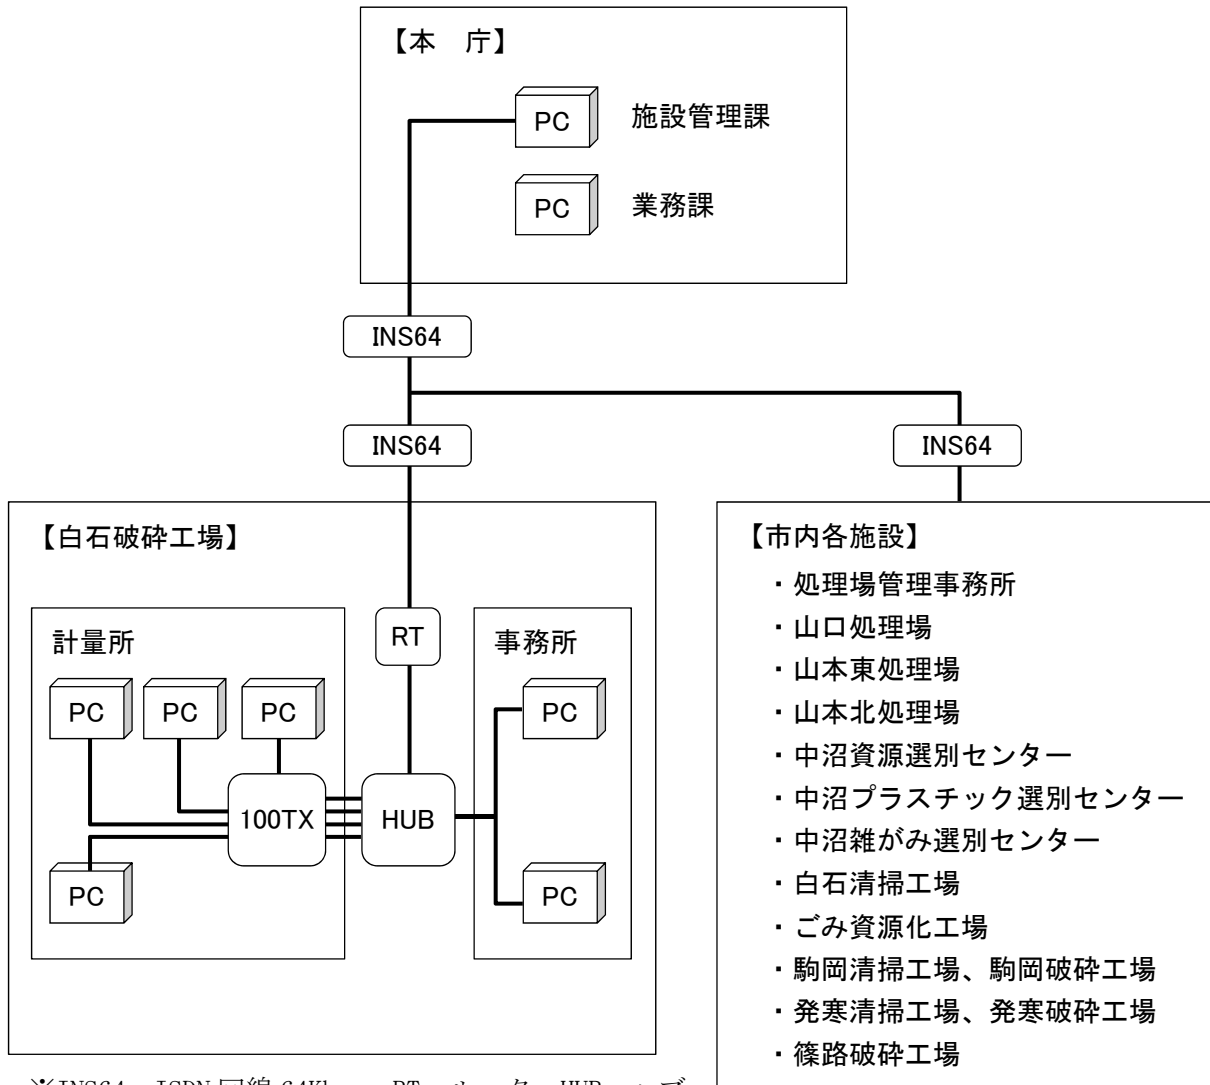 【本　庁】
PC 施設管理課
PC 業務課
INS64
INS64
INS64
【白石破砕工場】
計量所
PC PC PC
100TX
PC
RT
HUB
事務所
PC
PC
【市内各施設】
・処理場管理事務所
・山口処理場
・山本東処理場
・山本北処理場
・中沼資源選別センター
・中沼プラスチック選別センター
・中沼雑がみ選別センター
・白石清掃工場
・ごみ資源化工場
・駒岡清掃工場、駒岡破砕工場
・発寒清掃工場、発寒破砕工場
・篠路破砕工場
※INS64